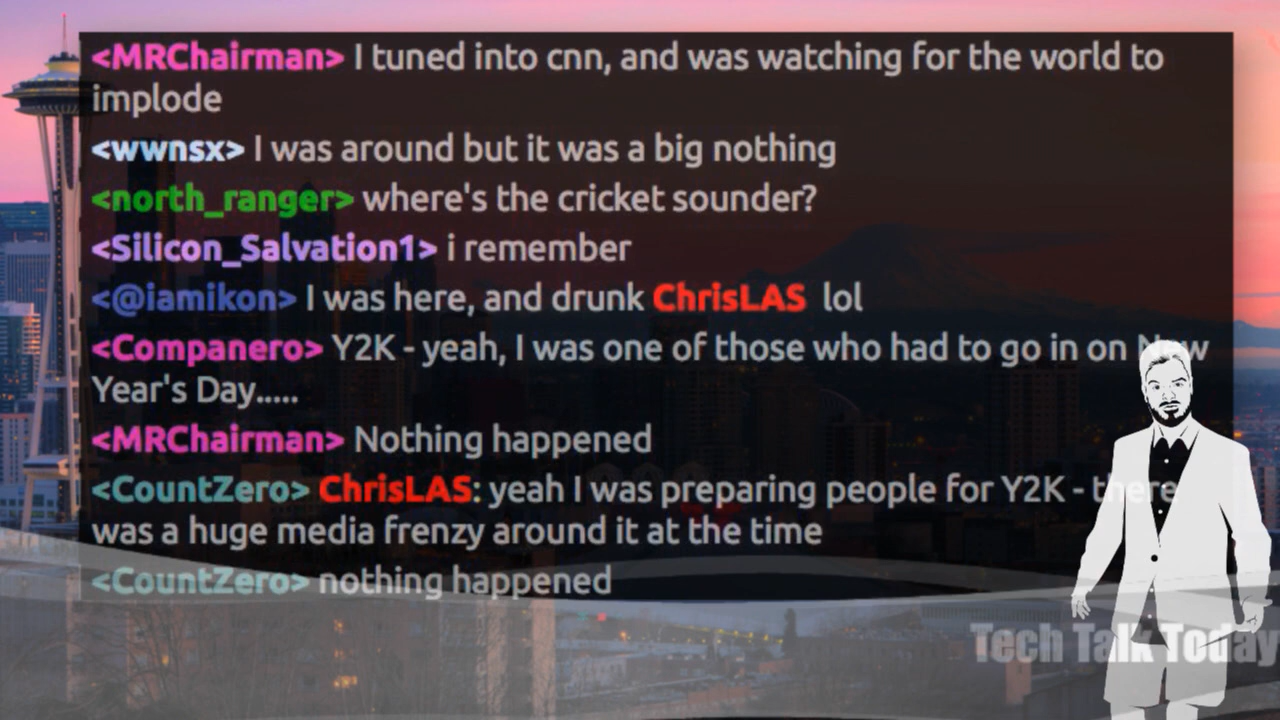 <MRChairman> I tuned into cnn, and was watching for the world to
implode
<wwnsx> I was around but it was a big nothing
<north_ranger> where's the cricket sounder?
<Silicon_Salvation1> i remember
<@iamikon> I was here, and drunk ChrisLAS lol
<Companero> Y2K - yeah, I was one of those who had to go in on New
Year's Day.....
<MRChairman> Nothing happened
<CountZero> ChrisLAS: yeah I was preparing people for Y2K - there
was a huge media frenzy around it at the time
<CountZero> nothing happened
Tech Talk Today